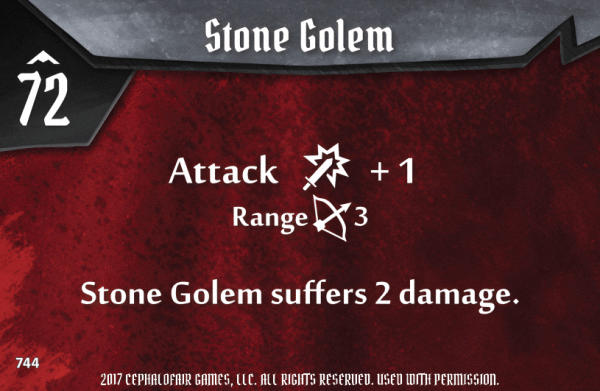 Stone Golem
72
Attack + 1
Range 3
Stone Golem suffers 2 damage.
744
2017 CEPHALOFAIR GAMES, LLC. ALL RIGHTS RESERVED. USED WITH PERMISSION.